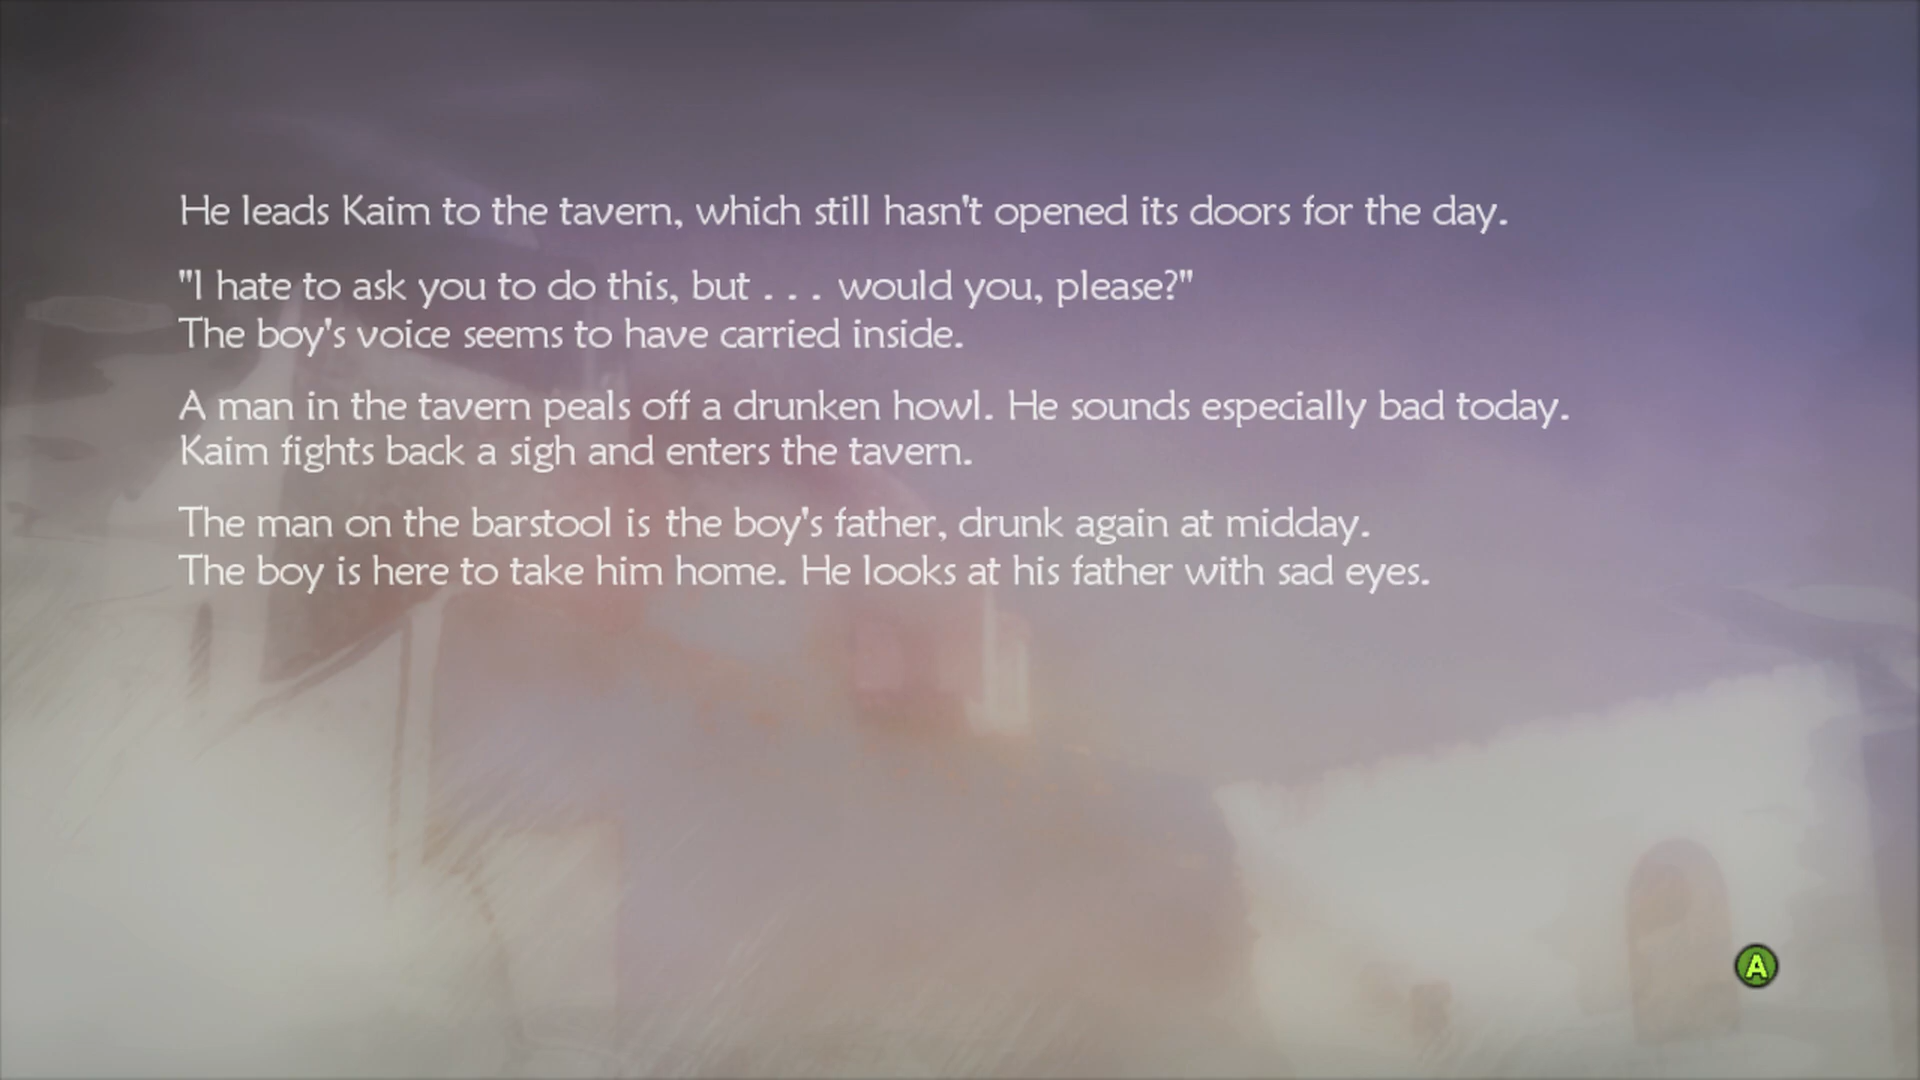 He leads Kaim to the tavern, which still hasn't opened its doors for the day.
"I hate to ask you to do this, but . . . would you, please?"
The boy's voice seems to have carried inside.
A man in the tavern peals off a drunken howl. He sounds especially bad today.
Kaim fights back a sigh and enters the tavern.
The man on the barstool is the boy's father, drunk again at midday.
The boy is here to take him home. He looks at his father with sad eyes.
A